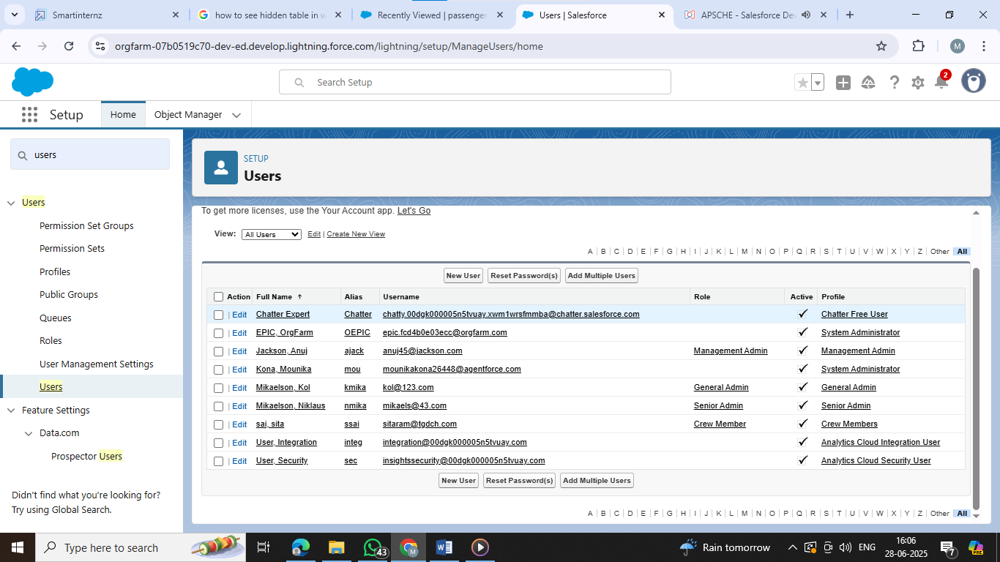 Smartinternz
how to see hidden table in w
Recently Viewed | passenger
Users | Salesforce
APSCHE - Salesforce De
orgfarm-07b0519c70-dev-ed.develop.lightning.force.com/lightning/setup/ManageUsers/home
M
Search Setup
2
Setup
Home
Object Manager
users
Users
Permission Set Groups
Permission Sets
Profiles
Public Groups
Queues
Roles
User Management Settings
Users
Feature Settings
Data.com
Prospector Users
Didn't find what you're looking for?
Try using Global Search.
SETUP
Users
To get more licenses, use the Your Account app. Let's Go
View: All Users Edit | Create New View
A | B | C | D | E | F | G | H | I | J | K | L | M | N | O | P | Q | R | S | T | U | V | W | X | Y | Z | Other | All
New User Reset Password(s) Add Multiple Users
Action Full Name ↑ Alias Username Role Active Profile
| Edit Chatter Expert Chatter chatty.00dgk000005n5tvuay.xwm1wrsfmmba@chatter.salesforce.com ✓ Chatter Free User
| Edit EPIC, OrgFarm OEPIC epic.fcd4b0e03ecc@orgfarm.com ✓ System Administrator
| Edit Jackson, Anuj ajack anuj45@jackson.com Management Admin ✓ Management Admin
| Edit Kona, Mounika mou mounikakona26448@agentforce.com ✓ System Administrator
| Edit Mikaelson, Kol kmika kol@123.com General Admin ✓ General Admin
| Edit Mikaelson, Niklaus nmika mikaels@43.com Senior Admin ✓ Senior Admin
| Edit sai, sita ssai sitaram@tgdch.com Crew Member ✓ Crew Members
| Edit User, Integration integ integration@00dgk000005n5tvuay.com ✓ Analytics Cloud Integration User
| Edit User, Security sec insightssecurity@00dgk000005n5tvuay.com ✓ Analytics Cloud Security User
New User Reset Password(s) Add Multiple Users
A | B | C | D | E | F | G | H | I | J | K | L | M | N | O | P | Q | R | S | T | U | V | W | X | Y | Z | Other | All
Type here to search
43
M
Rain tomorrow
ENG
16:06
28-06-2025
7
PRE